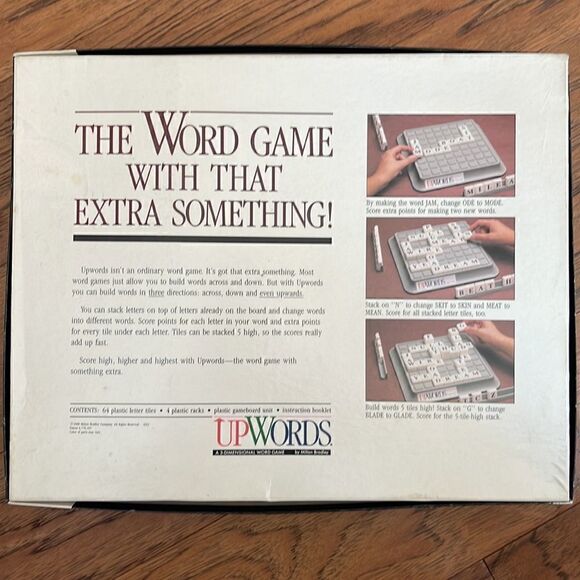 THE WORD GAME
WITH THAT
EXTRA SOMETHING!
Upwords isn't an ordinary word game. It's got that extra something. Most
word games just allow you to build words across and down. But with Upwords
you can build words in three directions: across, down and even upwards.
You can stack letters on top of letters already on the board and change words
into different words. Score points for each letter in your word and extra points
for every tile under each letter. Tiles can be stacked 5 high, so the scores really
add up fast.
Score high, higher and highest with Upwords—the word game with
something extra.
CONTENTS: 64 plastic letter tiles • 4 plastic racks • plastic gameboard unit • instruction booklet
UPWORDS
A 3-DIMENSIONAL WORD GAME by Milton Bradley
By making the word JAM, change ODE to MODE.
Score extra points for making two new words.
Stack on "N" to change SKIT to SKIN and MEAT to
MEAN. Score for all stacked letter tiles, too.
Build words 5 tiles high! Stack on "G" to change
BLADE to GLADE. Score for the 5-tile-high stack.